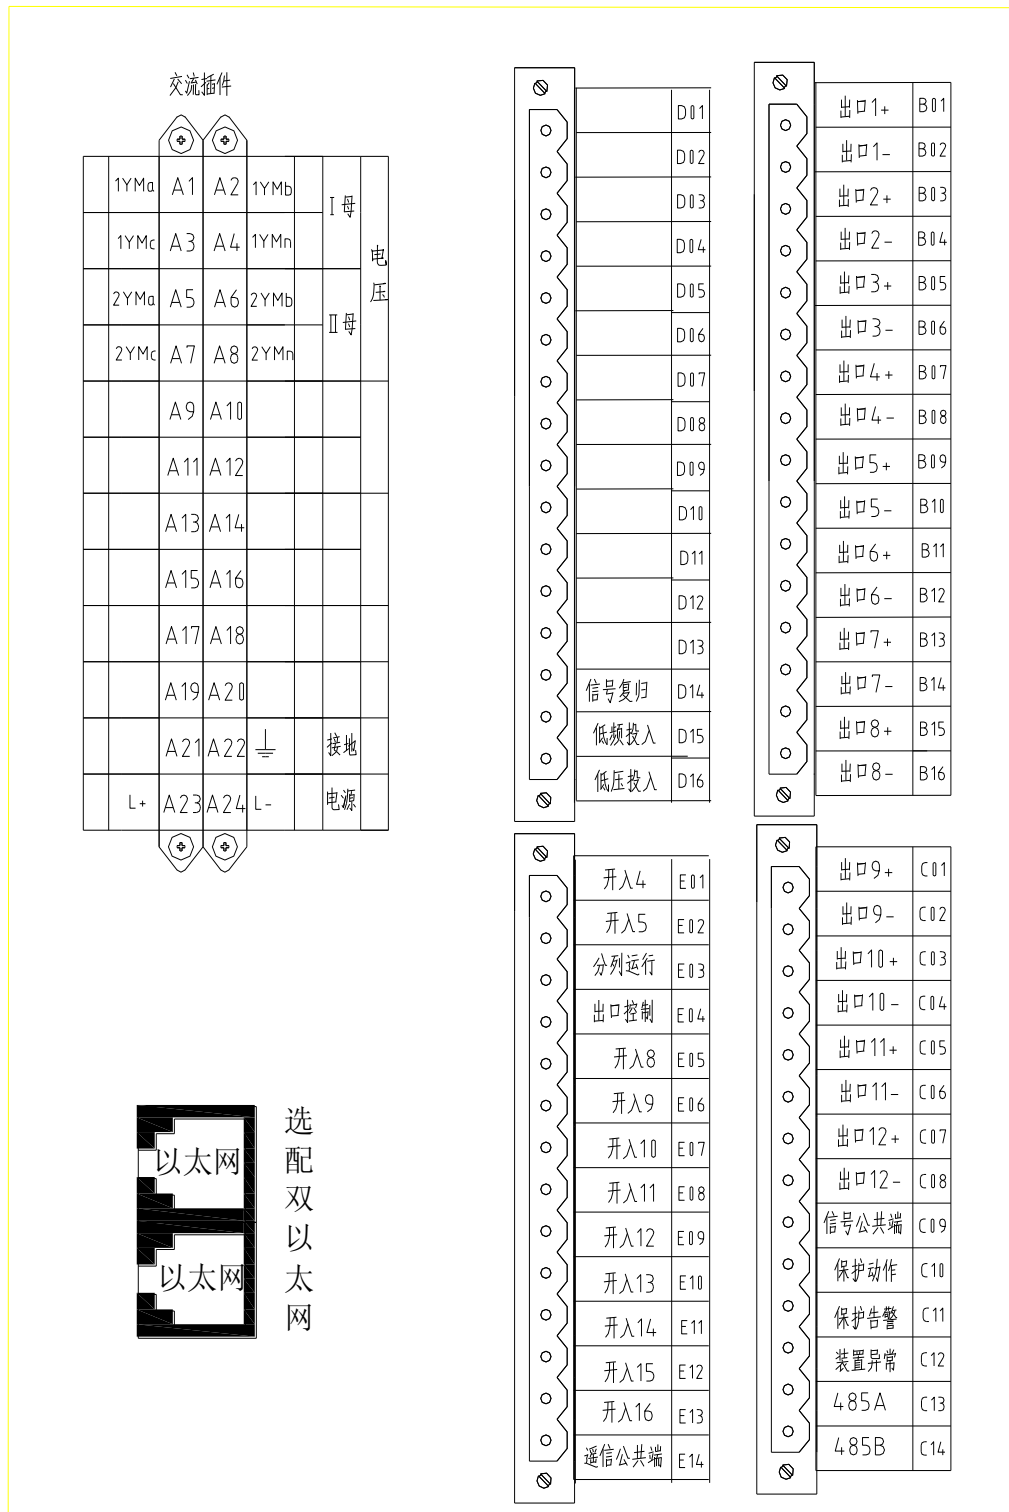 交流插件
1YMa A1 A2 1YMb
1YMc A3 A4 1YMn
I母
2YMa A5 A6 2YMb
2YMc A7 A8 2YMn
II母
电压
A9 A10
A11 A12
A13 A14
A15 A16
A17 A18
A19 A20
A21 A22 接地
L+ A23 A24 L- 电源
D01
D02
D03
D04
D05
D06
D07
D08
D09
D10
D11
D12
D13
信号复归 D14
低频投入 D15
低压投入 D16
出口1+ B01
出口1- B02
出口2+ B03
出口2- B04
出口3+ B05
出口3- B06
出口4+ B07
出口4- B08
出口5+ B09
出口5- B10
出口6+ B11
出口6- B12
出口7+ B13
出口7- B14
出口8+ B15
出口8- B16
开入4 E01
开入5 E02
分列运行 E03
出口控制 E04
开入8 E05
开入9 E06
开入10 E07
开入11 E08
开入12 E09
开入13 E10
开入14 E11
开入15 E12
开入16 E13
遥信公共端 E14
出口9+ C01
出口9- C02
出口10+ C03
出口10- C04
出口11+ C05
出口11- C06
出口12+ C07
出口12- C08
信号公共端 C09
保护动作 C10
保护告警 C11
装置异常 C12
485A C13
485B C14
以太网
以太网
选配双以太网